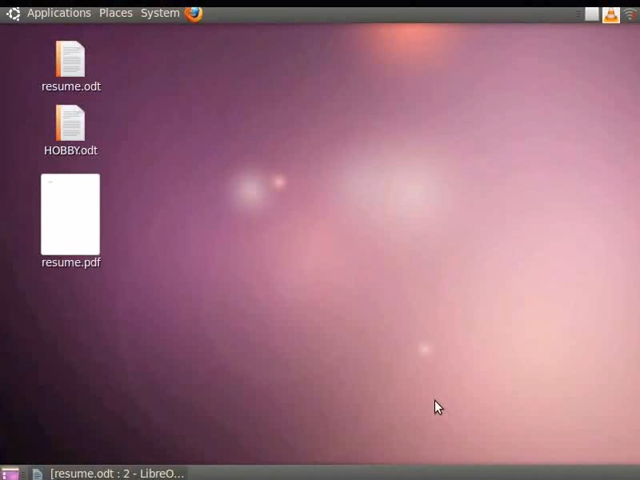 Applications Places System
resume.odt
HOBBY.odt
resume.pdf
[resume.odt : 2 - LibreO...